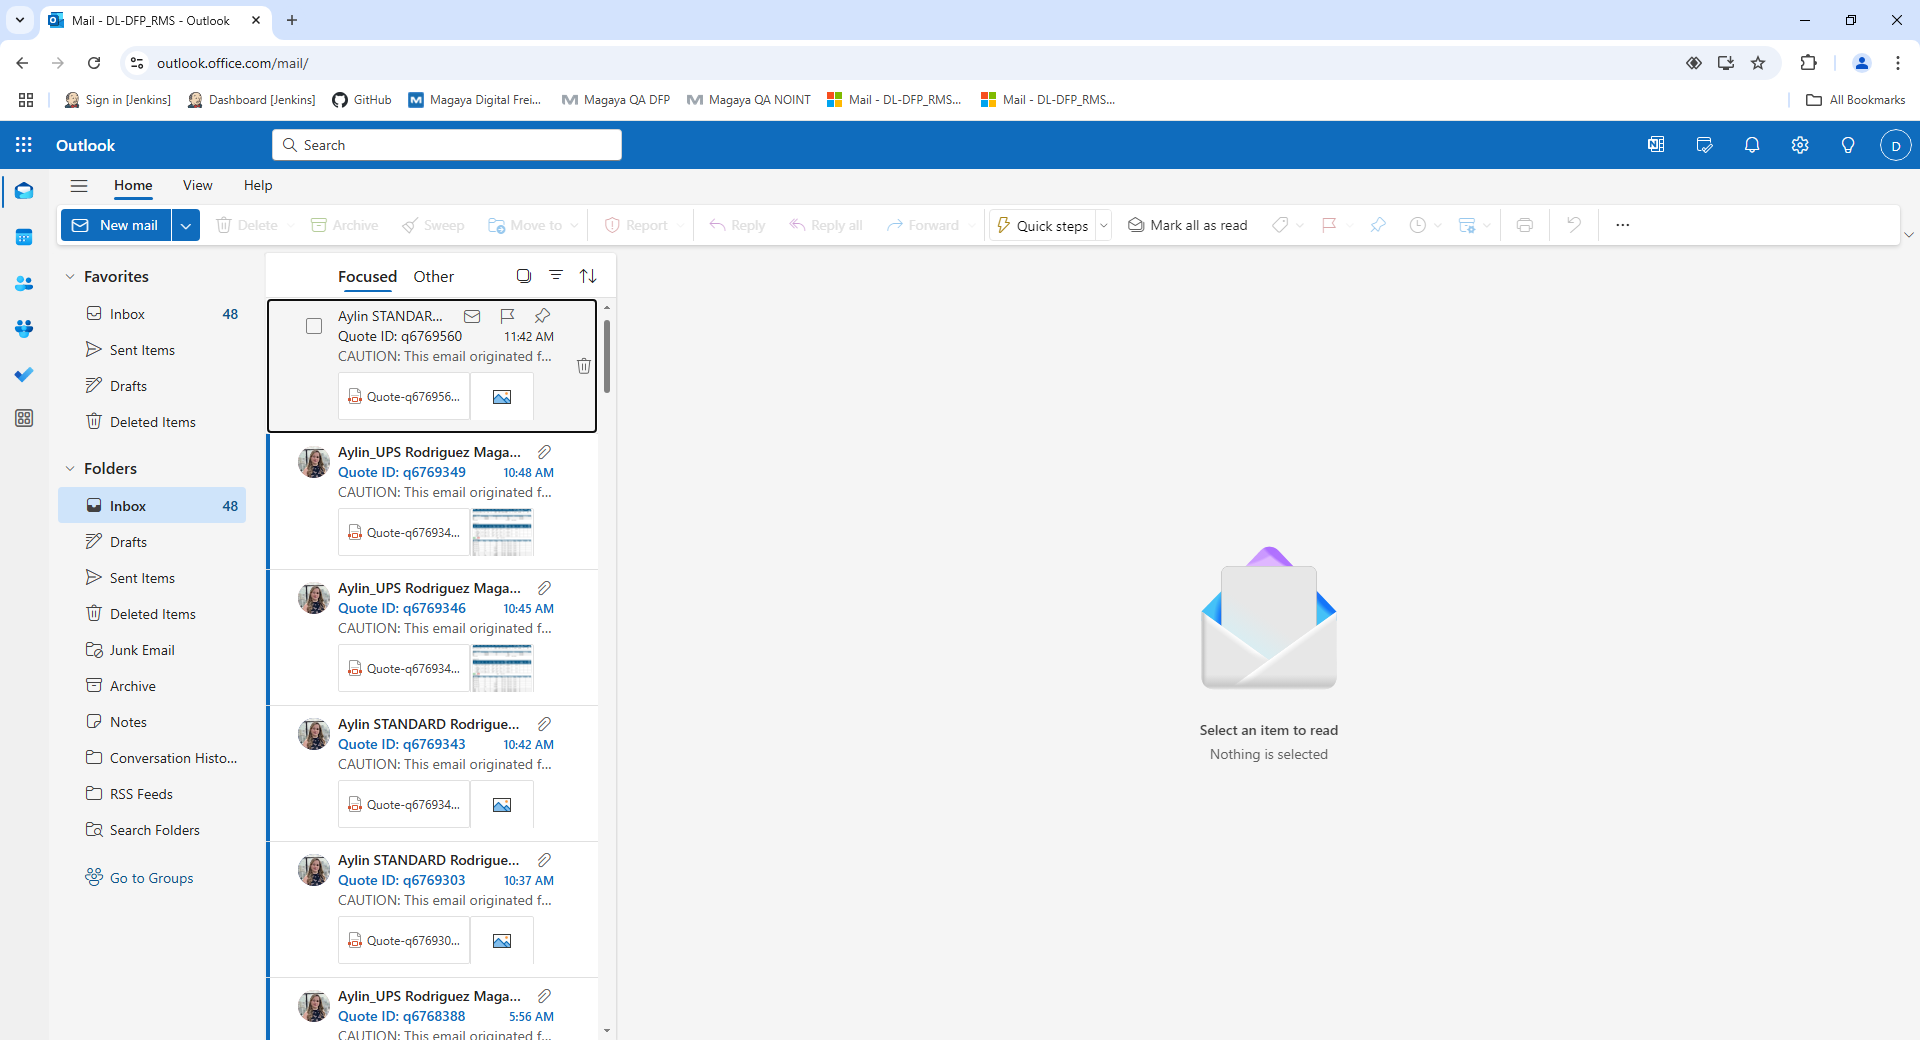 Mail - DL-DFP_RMS - Outlook
outlook.office.com/mail/
Sign in [Jenkins]
Dashboard [Jenkins]
GitHub
Magaya Digital Frei...
Magaya QA DFP
Magaya QA NOINT
Mail - DL-DFP_RMS...
Mail - DL-DFP_RMS...
All Bookmarks
Outlook
Search
D
Home
View
Help
New mail
Delete
Archive
Sweep
Move to
Report
Reply
Reply all
Forward
Quick steps
Mark all as read
Favorites
Inbox 48
Sent Items
Drafts
Deleted Items
Folders
Inbox 48
Drafts
Sent Items
Deleted Items
Junk Email
Archive
Notes
Conversation Histo...
RSS Feeds
Search Folders
Go to Groups
Focused
Other
Aylin STANDAR...
Quote ID: q6769560 11:42 AM
CAUTION: This email originated f...
Quote-q676956...
Aylin_UPS Rodriguez Maga...
Quote ID: q6769349 10:48 AM
CAUTION: This email originated f...
Quote-q676934...
Aylin_UPS Rodriguez Maga...
Quote ID: q6769346 10:45 AM
CAUTION: This email originated f...
Quote-q676934...
Aylin STANDARD Rodrigue...
Quote ID: q6769343 10:42 AM
CAUTION: This email originated f...
Quote-q676934...
Aylin STANDARD Rodrigue...
Quote ID: q6769303 10:37 AM
CAUTION: This email originated f...
Quote-q676930...
Aylin_UPS Rodriguez Maga...
Quote ID: q6768388 5:56 AM
CAUTION: This email originated f...
Select an item to read
Nothing is selected